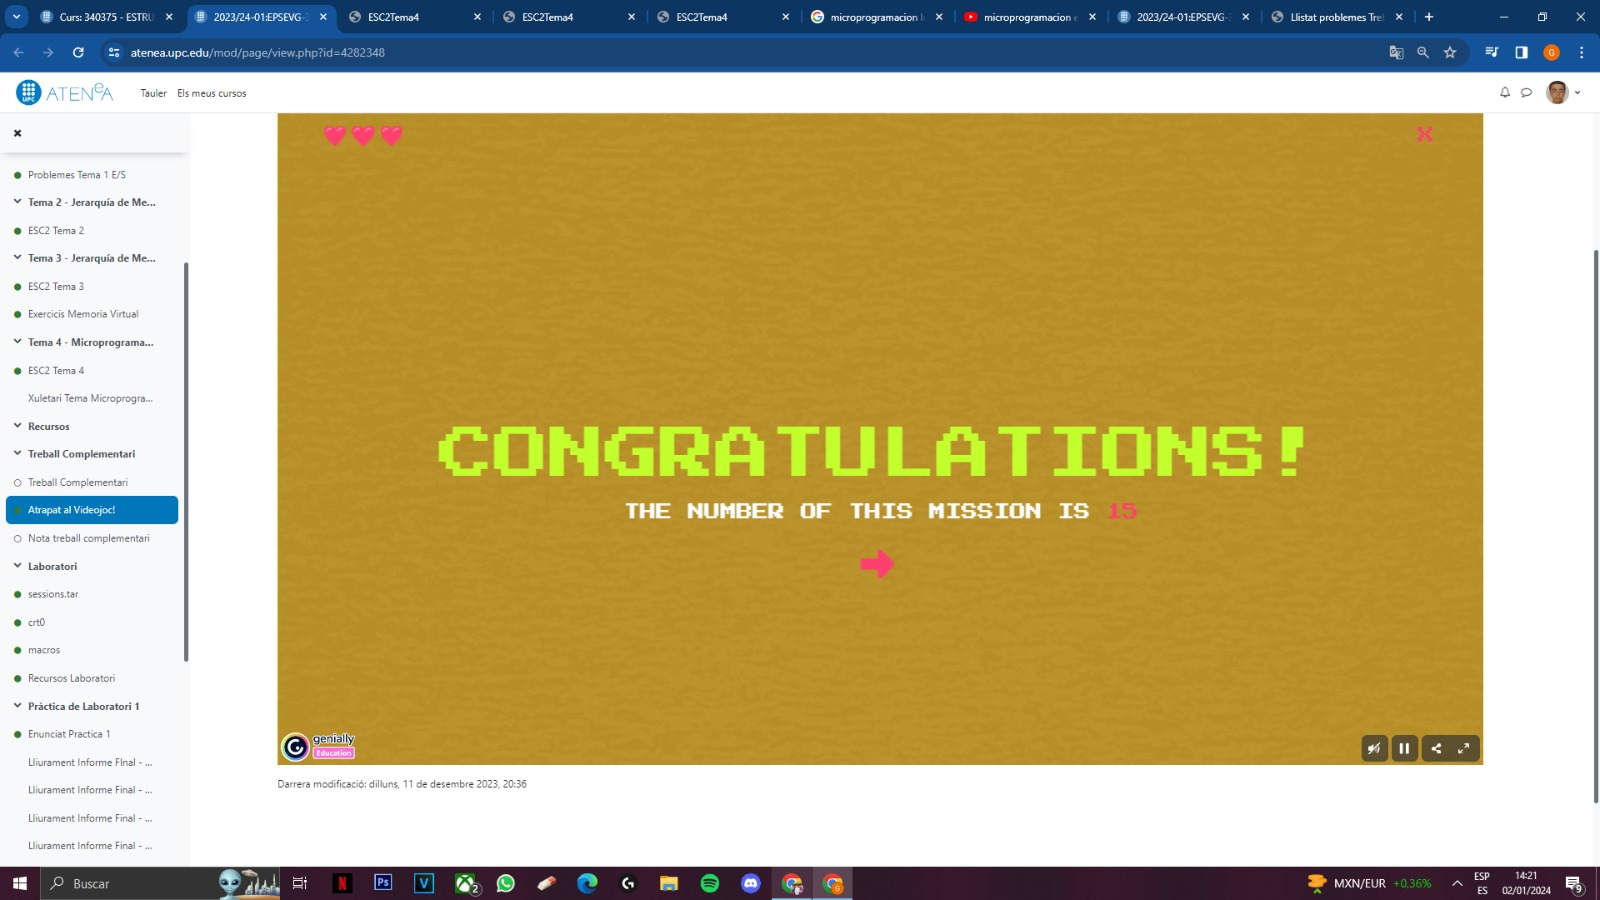 Curs: 340375 - ESTRU
2023/24-01:EPSEVG-
ESC2Tema4
ESC2Tema4
ESC2Tema4
microprogramacion
microprogramacion
2023/24-01:EPSEVG-
Llistat problemes
atenea.upc.edu/mod/page/view.php?id=4282348
G
UPC
ATENEA
Tauler
Els meus cursos
Problemes Tema 1 E/S
Tema 2 - Jerarquía de Me...
ESC2 Tema 2
Tema 3 - Jerarquía de Me...
ESC2 Tema 3
Exercicis Memoria Virtual
Tema 4 - Microprograma...
ESC2 Tema 4
Xuletari Tema Microprogra...
Recursos
Treball Complementari
Treball Complementari
Atrapat al Videojoc!
Nota treball complementari
Laboratori
sessions.tar
crt0
macros
Recursos Laboratori
Pràctica de Laboratori 1
Enunciat Practica 1
Lliurament Informe FInal - ...
Lliurament Informe Final - ...
Lliurament Informe Final - ...
Lliurament Informe Final - ...
X
CONGRATULATIONS!
THE NUMBER OF THIS MISSION IS 15
genially
Education
Darrera modificació: dilluns, 11 de desembre 2023, 20:36
Buscar
N
Ps
V
2
G
MXN/EUR +0,36%
ESP
ES
14:21
02/01/2024
9